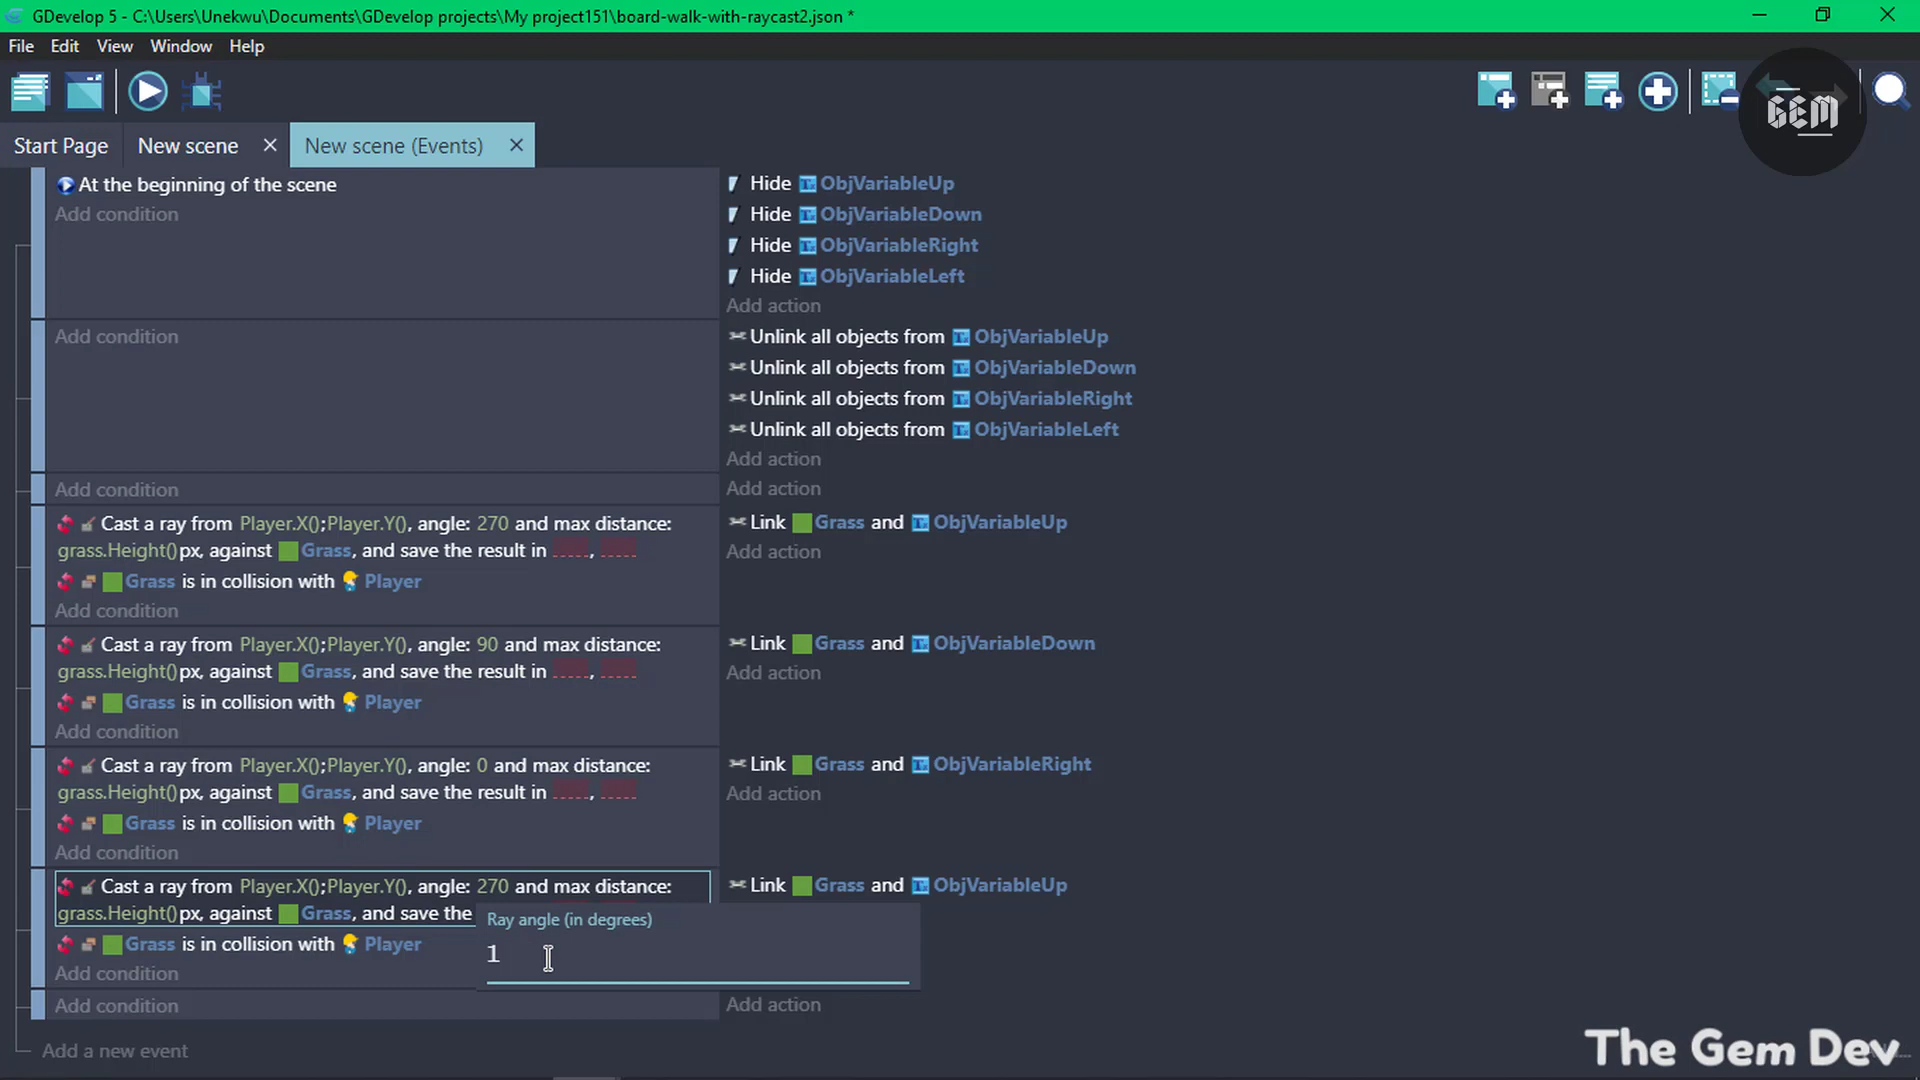 GDevelop 5 - C:\Users\Unekwu\Documents\GDevelop projects\My project151\board-walk-with-raycast2.json *
File Edit View Window Help
GEM
Start Page New scene × New scene (Events) ×
At the beginning of the scene
Add condition
Hide ObjVariableUp
Hide ObjVariableDown
Hide ObjVariableRight
Hide ObjVariableLeft
Add action
Add condition
Unlink all objects from ObjVariableUp
Unlink all objects from ObjVariableDown
Unlink all objects from ObjVariableRight
Unlink all objects from ObjVariableLeft
Add action
Add condition
Add action
Cast a ray from Player.X();Player.Y(), angle: 270 and max distance:
grass.Height()px, against Grass, and save the result in ,
Grass is in collision with Player
Add condition
Link Grass and ObjVariableUp
Add action
Cast a ray from Player.X();Player.Y(), angle: 90 and max distance:
grass.Height()px, against Grass, and save the result in ,
Grass is in collision with Player
Add condition
Link Grass and ObjVariableDown
Add action
Cast a ray from Player.X();Player.Y(), angle: 0 and max distance:
grass.Height()px, against Grass, and save the result in ,
Grass is in collision with Player
Add condition
Link Grass and ObjVariableRight
Add action
Cast a ray from Player.X();Player.Y(), angle: 270 and max distance:
grass.Height()px, against Grass, and save the
Grass is in collision with Player
Add condition
Link Grass and ObjVariableUp
Ray angle (in degrees)
1
Add condition
Add action
Add a new event
The Gem Dev